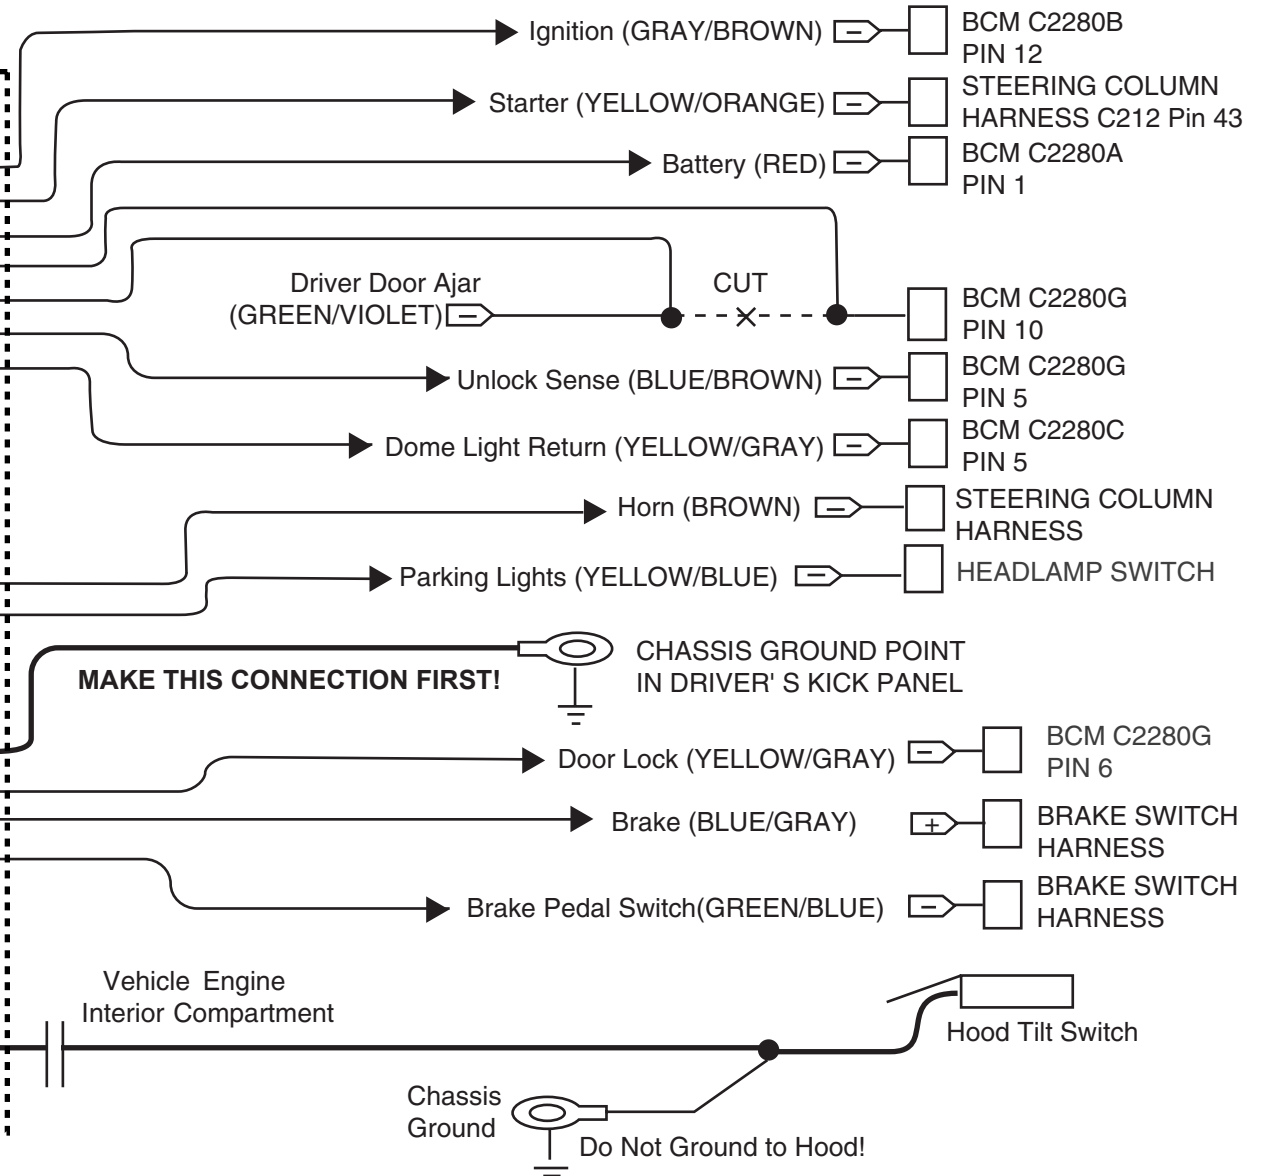 Ignition (GRAY/BROWN) − BCM C2280B
PIN 12
Starter (YELLOW/ORANGE) − STEERING COLUMN
HARNESS C212 Pin 43
Battery (RED) − BCM C2280A
PIN 1
Driver Door Ajar
(GREEN/VIOLET) −
CUT
BCM C2280G
PIN 10
Unlock Sense (BLUE/BROWN) − BCM C2280G
PIN 5
Dome Light Return (YELLOW/GRAY) − BCM C2280C
PIN 5
Horn (BROWN) − STEERING COLUMN
HARNESS
Parking Lights (YELLOW/BLUE) − HEADLAMP SWITCH
MAKE THIS CONNECTION FIRST!
CHASSIS GROUND POINT
IN DRIVER' S KICK PANEL
Door Lock (YELLOW/GRAY) − BCM C2280G
PIN 6
Brake (BLUE/GRAY) + BRAKE SWITCH
HARNESS
Brake Pedal Switch(GREEN/BLUE) − BRAKE SWITCH
HARNESS
Vehicle Engine
Interior Compartment
Hood Tilt Switch
Chassis
Ground
Do Not Ground to Hood!